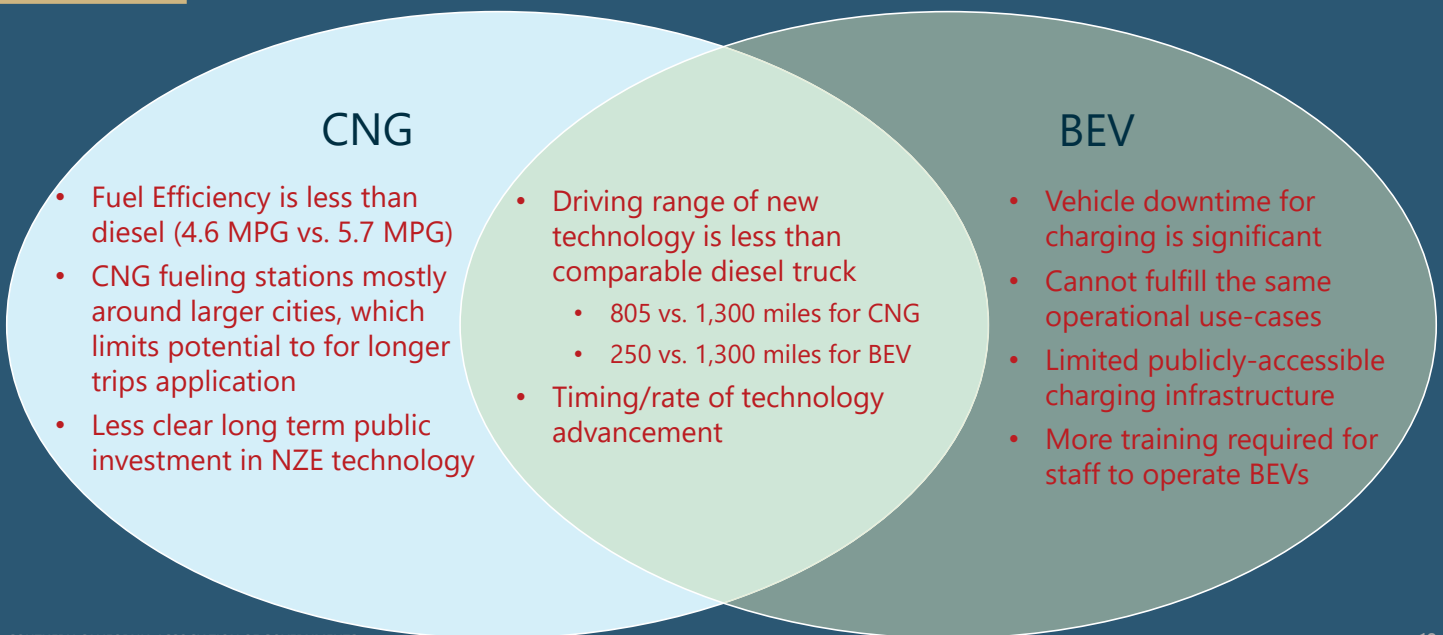 CNG
• Fuel Efficiency is less than
diesel (4.6 MPG vs. 5.7 MPG)
• CNG fueling stations mostly
around larger cities, which
limits potential to for longer
trips application
• Less clear long term public
investment in NZE technology
• Driving range of new
technology is less than
comparable diesel truck
• 805 vs. 1,300 miles for CNG
• 250 vs. 1,300 miles for BEV
• Timing/rate of technology
advancement
BEV
• Vehicle downtime for
charging is significant
• Cannot fulfill the same
operational use-cases
• Limited publicly-accessible
charging infrastructure
• More training required for
staff to operate BEVs